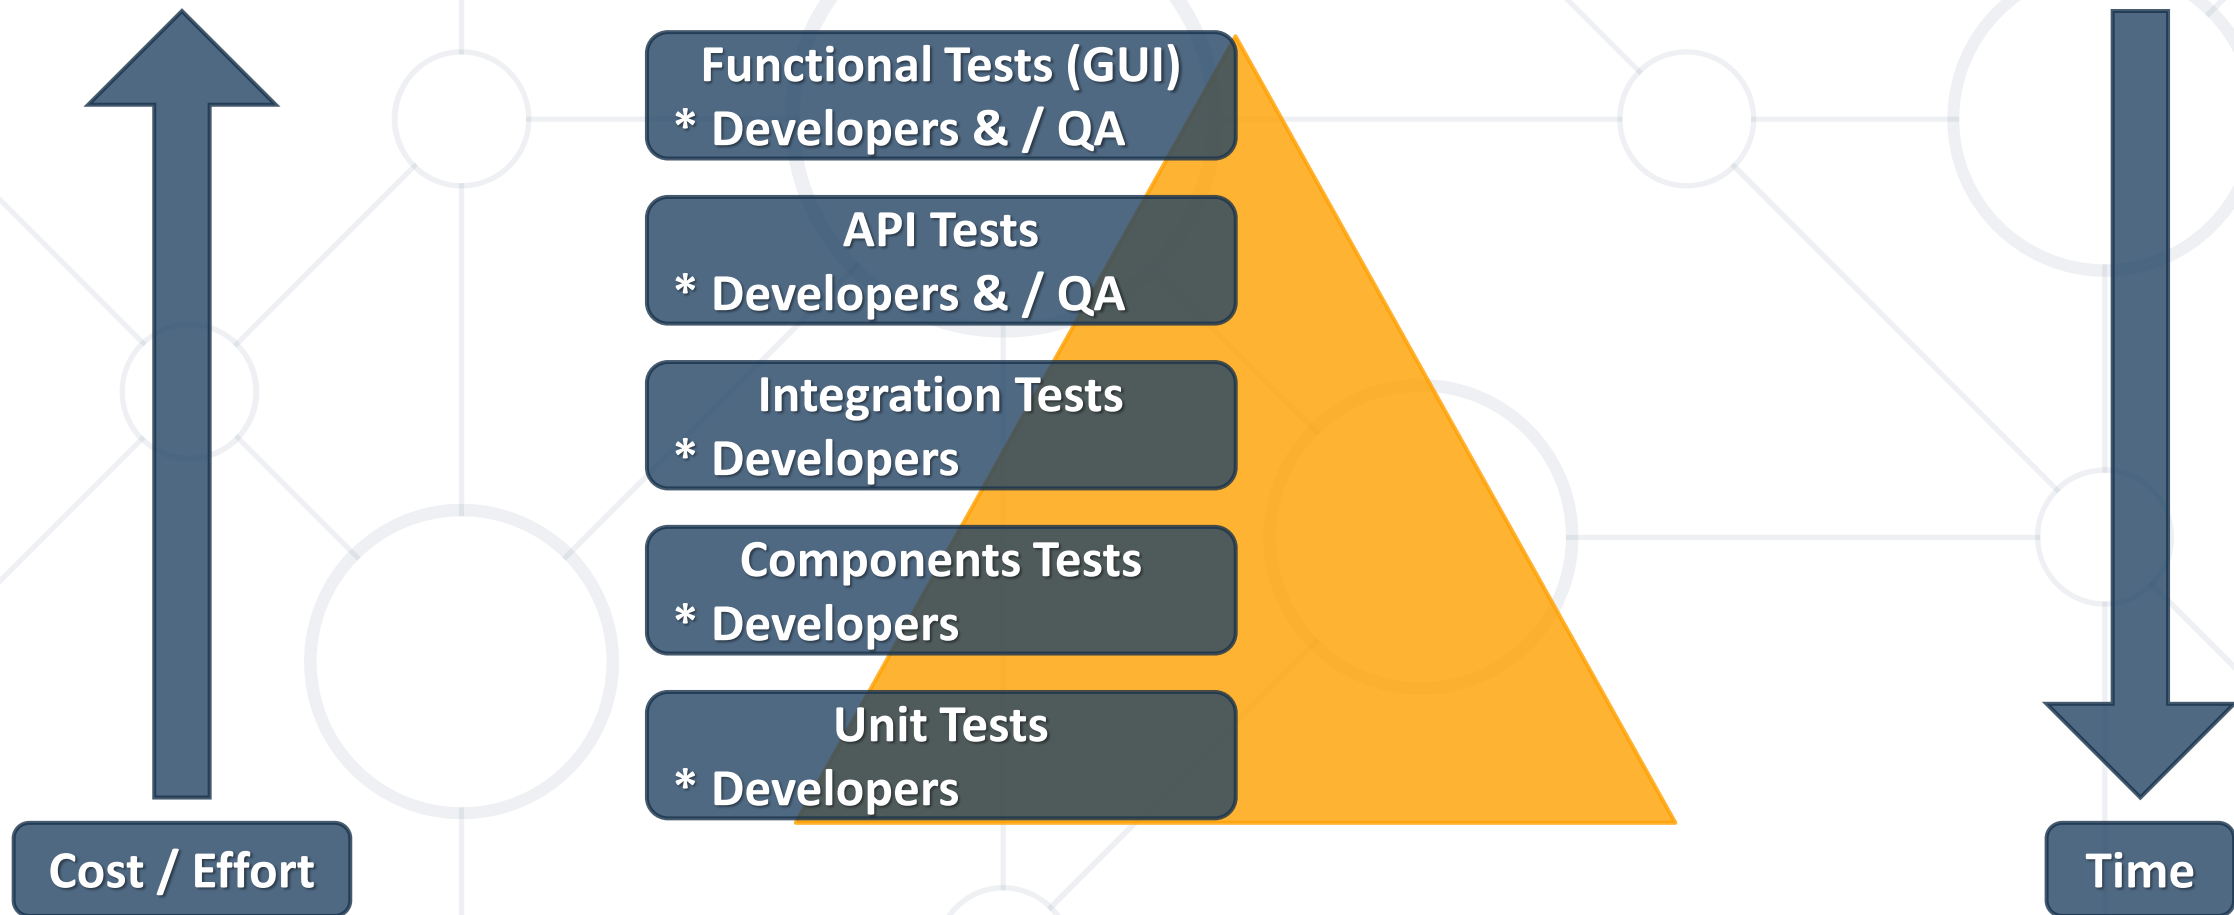 Functional Tests (GUI)
* Developers & / QA
API Tests
* Developers & / QA
Integration Tests
* Developers
Components Tests
* Developers
Unit Tests
* Developers
Cost / Effort
Time